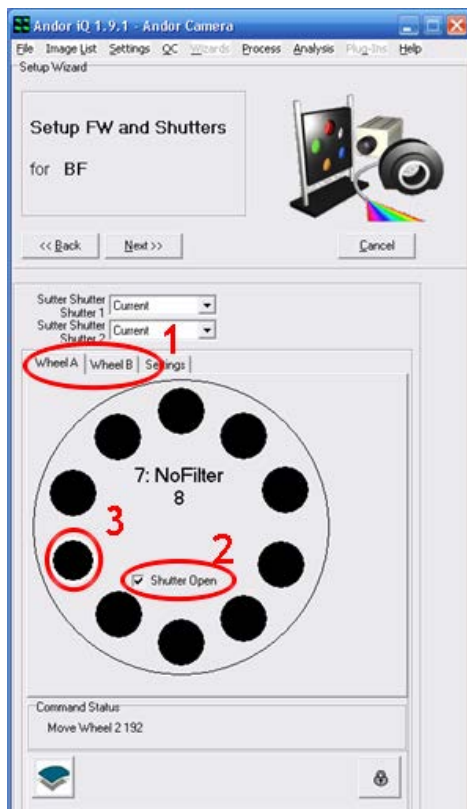 Andor iQ 1.9.1 - Andor Camera
File Image List Settings QC Wizards Process Analysis Plug-Ins Help
Setup Wizard
Setup FW and Shutters
for BF
<< Back Next >> Cancel
Sutter Shutter
Shutter 1 Current
Sutter Shutter
Shutter 2 Current
1
Wheel A Wheel B Settings
7: NoFilter
8
3
2
Shutter Open
Command Status
Move Wheel 2 192